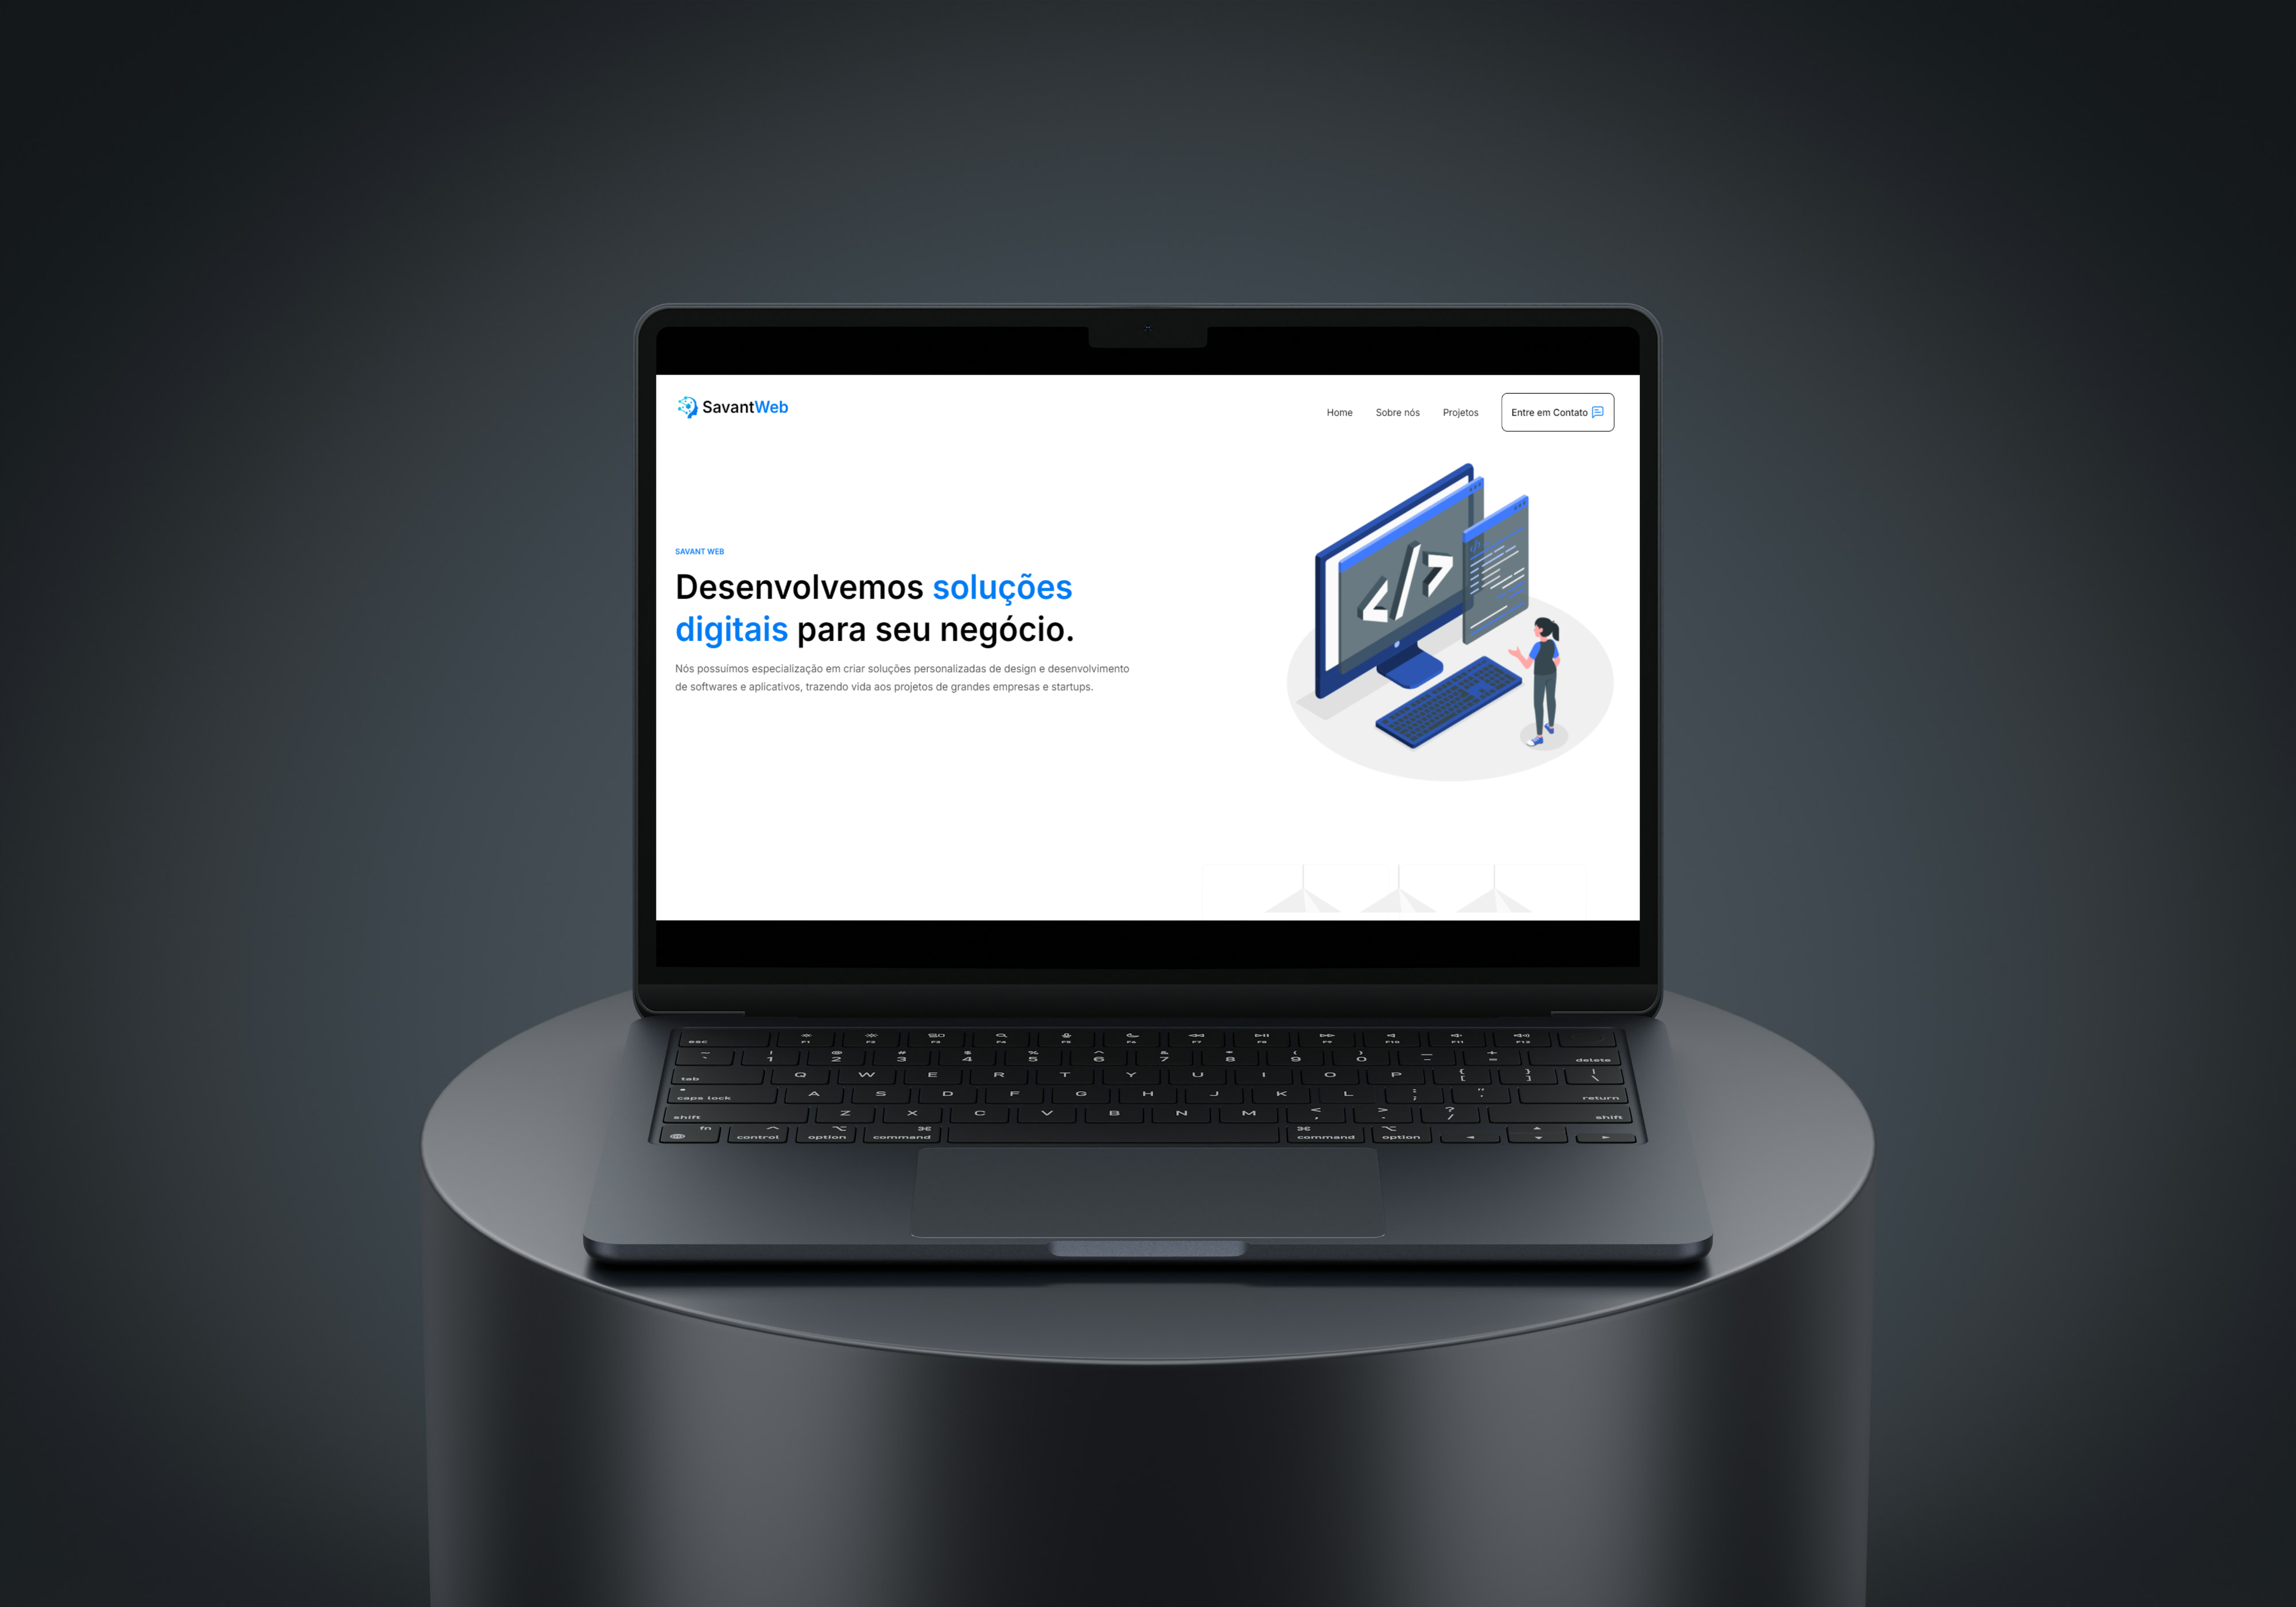 SavantWeb
Home Sobre nós Projetos Entre em Contato
SAVANT WEB
Desenvolvemos soluções
digitais para seu negócio.
Nós possuímos especialização em criar soluções personalizadas de design e desenvolvimento
de softwares e aplicativos, trazendo vida aos projetos de grandes empresas e startups.
esc F1 F2 F3 F4 F5 F6 F7 F8 F9 F10 F11 F12
~ ! @ # $ % ^ & * ( ) _ +
` 1 2 3 4 5 6 7 8 9 0 - = delete
tab Q W E R T Y U I O P { [ } ] | \
caps lock A S D F G H J K L : ; " ' return
shift Z X C V B N M < , > . ? / shift
fn control option command command option